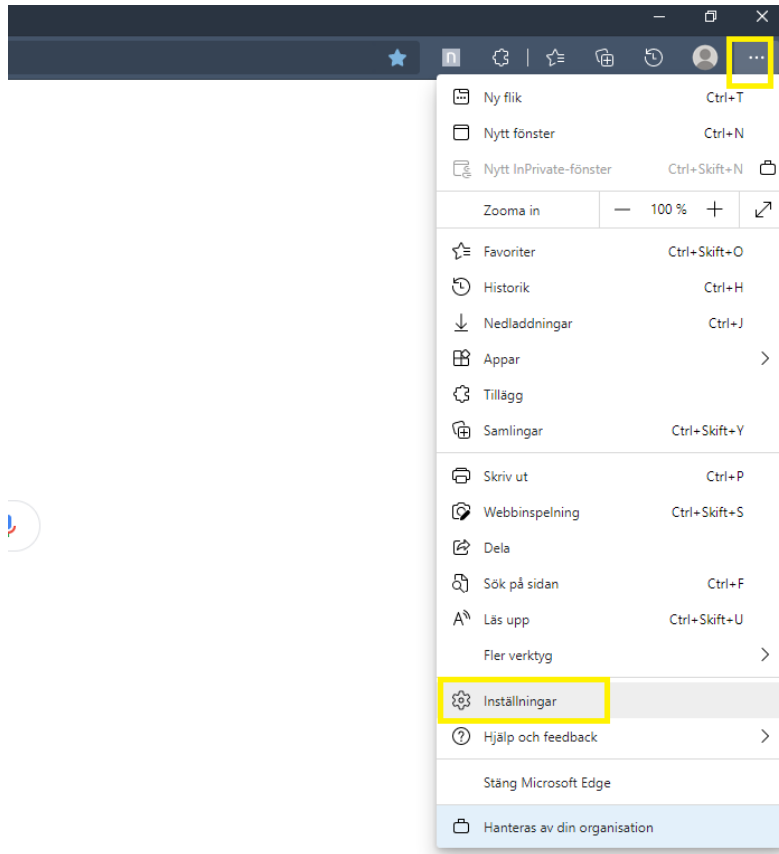 n
Ny flik Ctrl+T
Nytt fönster Ctrl+N
Nytt InPrivate-fönster Ctrl+Skift+N
Zooma in — 100 % +
Favoriter Ctrl+Skift+O
Historik Ctrl+H
Nedladdningar Ctrl+J
Appar
Tillägg
Samlingar Ctrl+Skift+Y
Skriv ut Ctrl+P
Webbinspelning Ctrl+Skift+S
Dela
Sök på sidan Ctrl+F
Läs upp Ctrl+Skift+U
Fler verktyg
Inställningar
Hjälp och feedback
Stäng Microsoft Edge
Hanteras av din organisation